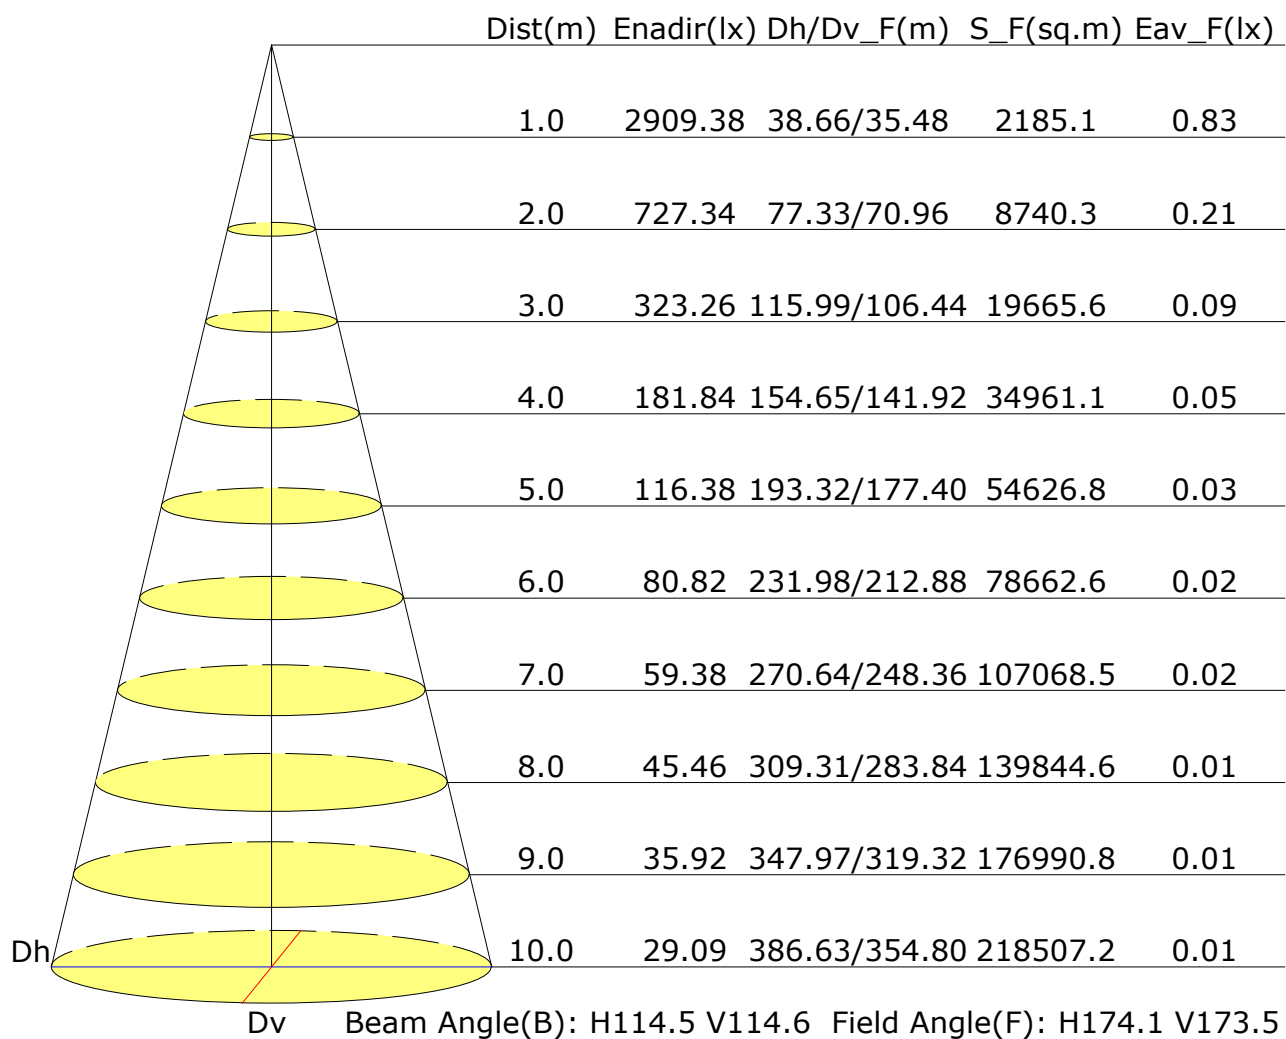 Dist(m) Enadir(lx) Dh/Dv_F(m) S_F(sq.m) Eav_F(lx)
1.0 2909.38 38.66/35.48 2185.1 0.83
2.0 727.34 77.33/70.96 8740.3 0.21
3.0 323.26 115.99/106.44 19665.6 0.09
4.0 181.84 154.65/141.92 34961.1 0.05
5.0 116.38 193.32/177.40 54626.8 0.03
6.0 80.82 231.98/212.88 78662.6 0.02
7.0 59.38 270.64/248.36 107068.5 0.02
8.0 45.46 309.31/283.84 139844.6 0.01
9.0 35.92 347.97/319.32 176990.8 0.01
Dh 10.0 29.09 386.63/354.80 218507.2 0.01
Dv Beam Angle(B): H114.5 V114.6 Field Angle(F): H174.1 V173.5